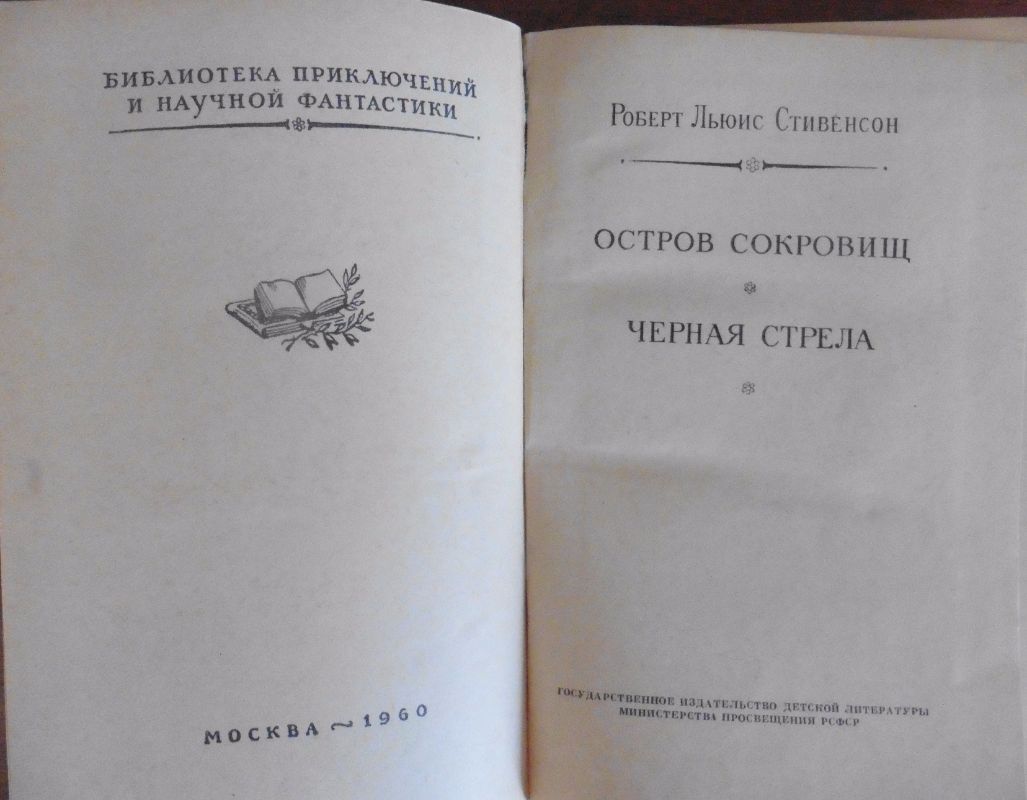 БИБЛИОТЕКА ПРИКЛЮЧЕНИЙ
И НАУЧНОЙ ФАНТАСТИКИ
МОСКВА ~ 1960
РОБЕРТ ЛЬЮИС СТИВЕНСОН
ОСТРОВ СОКРОВИЩ
ЧЕРНАЯ СТРЕЛА
ГОСУДАРСТВЕННОЕ ИЗДАТЕЛЬСТВО ДЕТСКОЙ ЛИТЕРАТУРЫ
МИНИСТЕРСТВА ПРОСВЕЩЕНИЯ РСФСР